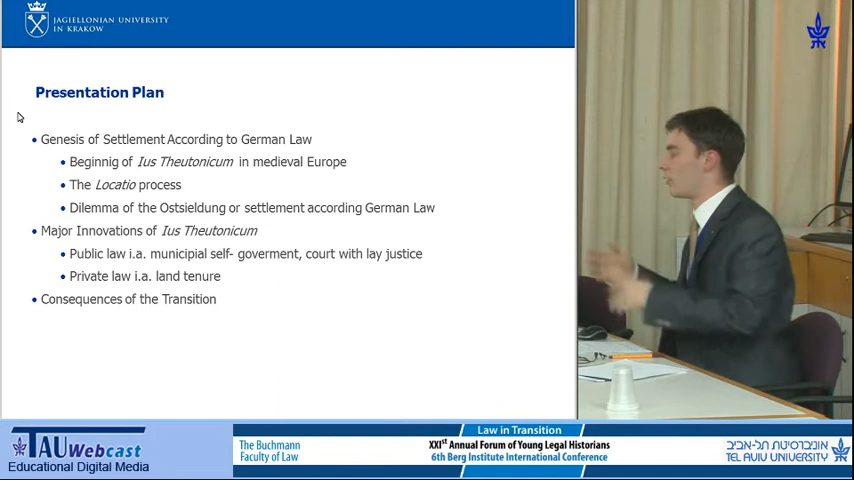 JAGIELLONIAN UNIVERSITY
IN KRAKOW
Presentation Plan
• Genesis of Settlement According to German Law
• Beginnig of Ius Theutonicum in medieval Europe
• The Locatio process
• Dilemma of the Ostsieldung or settlement according German Law
• Major Innovations of Ius Theutonicum
• Public law i.a. municipial self- goverment, court with lay justice
• Private law i.a. land tenure
• Consequences of the Transition
TAU Webcast
Educational Digital Media
The Buchmann
Faculty of Law
Law in Transition
XXIst Annual Forum of Young Legal Historians
6th Berg Institute International Conference
אוניברסיטת תל-אביב
TEL AVIV UNIVERSITY